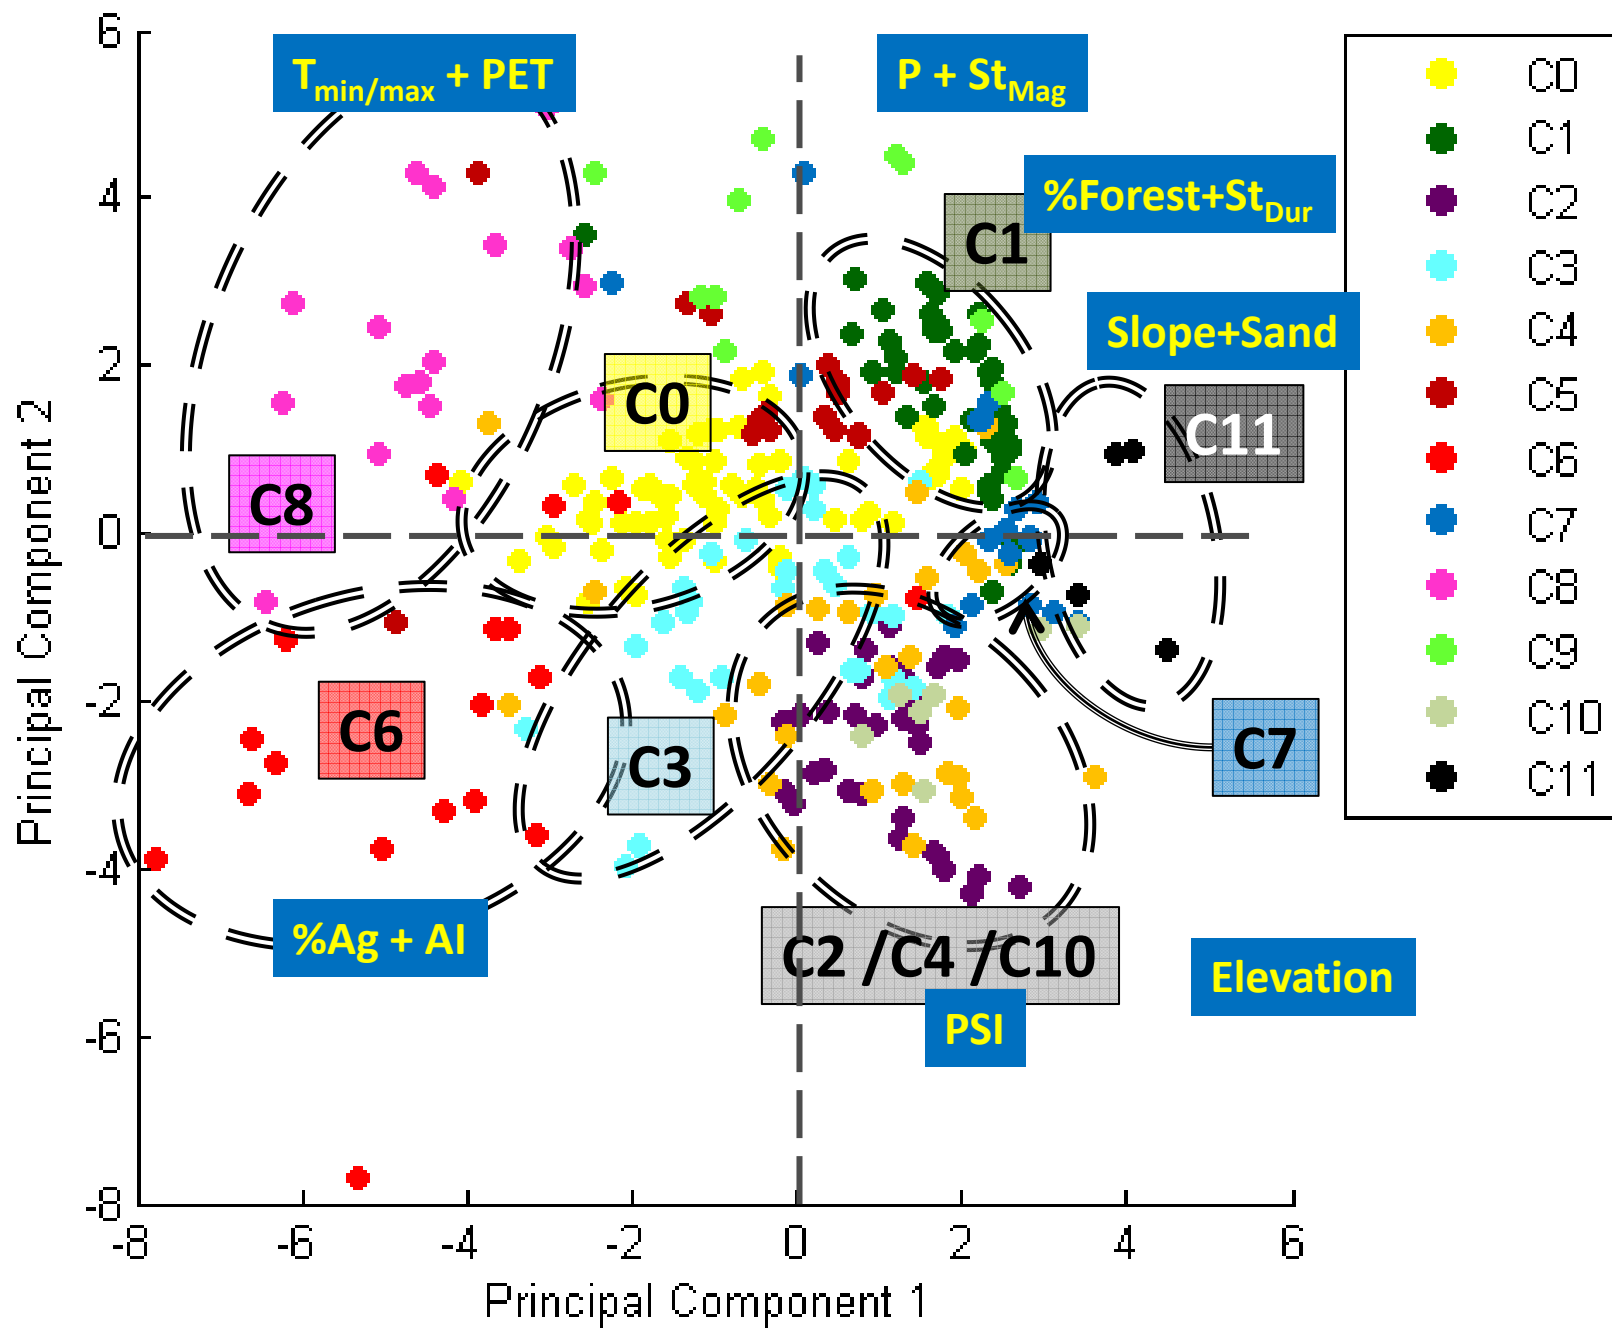 6
4
2
0
-2
-4
-6
-8
-8
-6
-4
-2
0
2
4
6
Principal Component 2
Principal Component 1
Tmin/max + PET
P + StMag
%Forest+StDur
Slope+Sand
%Ag + AI
Elevation
PSI
C1
C0
C11
C8
C6
C3
C7
C2 /C4 /C10
C0
C1
C2
C3
C4
C5
C6
C7
C8
C9
C10
C11